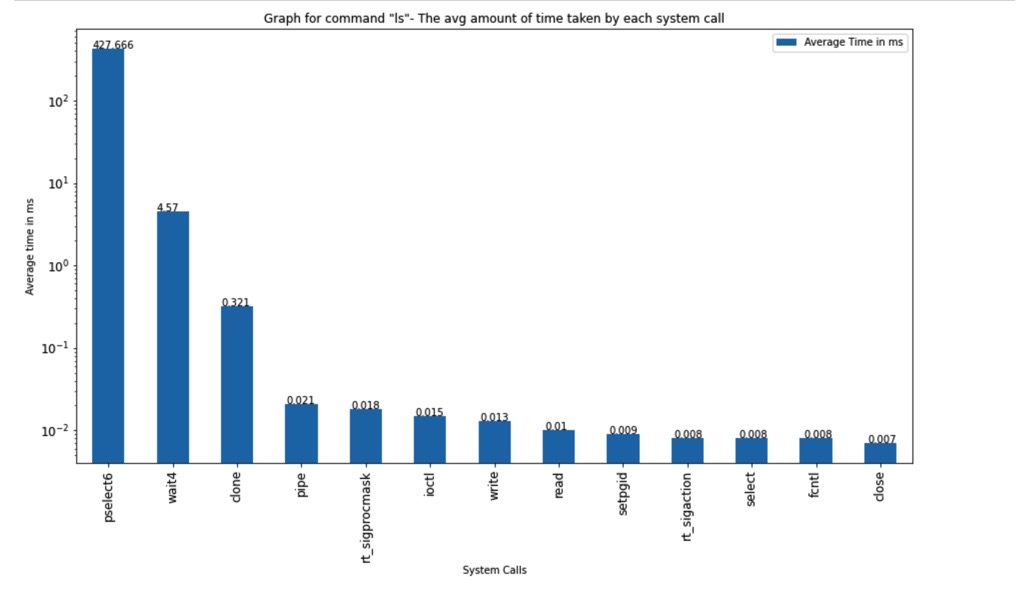 Graph for command "ls"- The avg amount of time taken by each system call
Average Time in ms
427.666
4.57
0.321
0.021
0.018
0.015
0.013
0.01
0.009
0.008
0.008
0.008
0.007
10²
10¹
10⁰
10⁻¹
10⁻²
Average time in ms
pselect6
wait4
clone
pipe
rt_sigprocmask
ioctl
write
read
setpgid
rt_sigaction
select
fcntl
close
System Calls